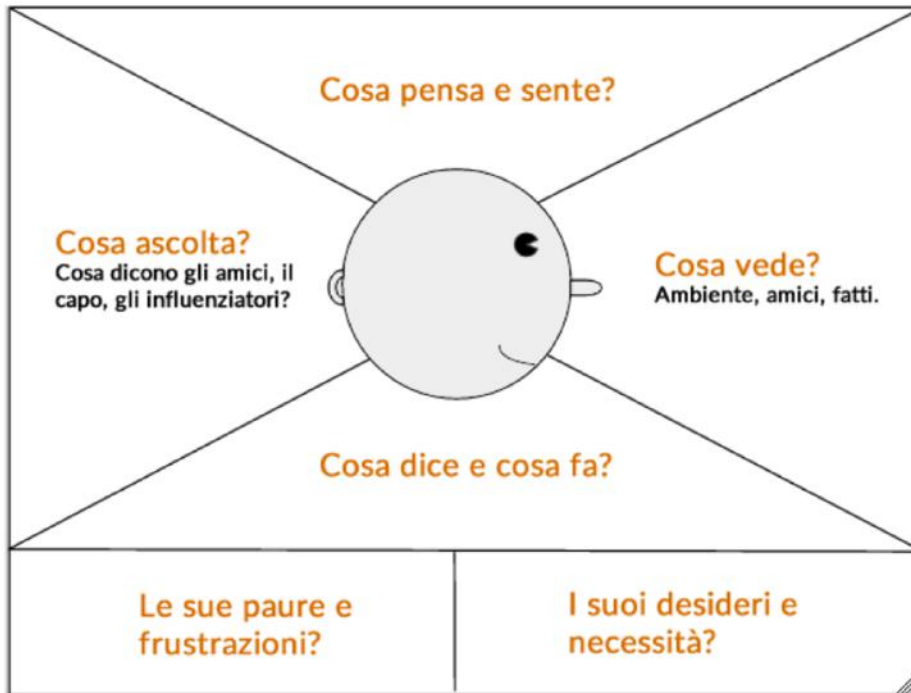 Cosa pensa e sente?
Cosa ascolta?
Cosa dicono gli amici, il
capo, gli influenziatori?
Cosa vede?
Ambiente, amici, fatti.
Cosa dice e cosa fa?
Le sue paure e
frustrazioni?
I suoi desideri e
necessità?